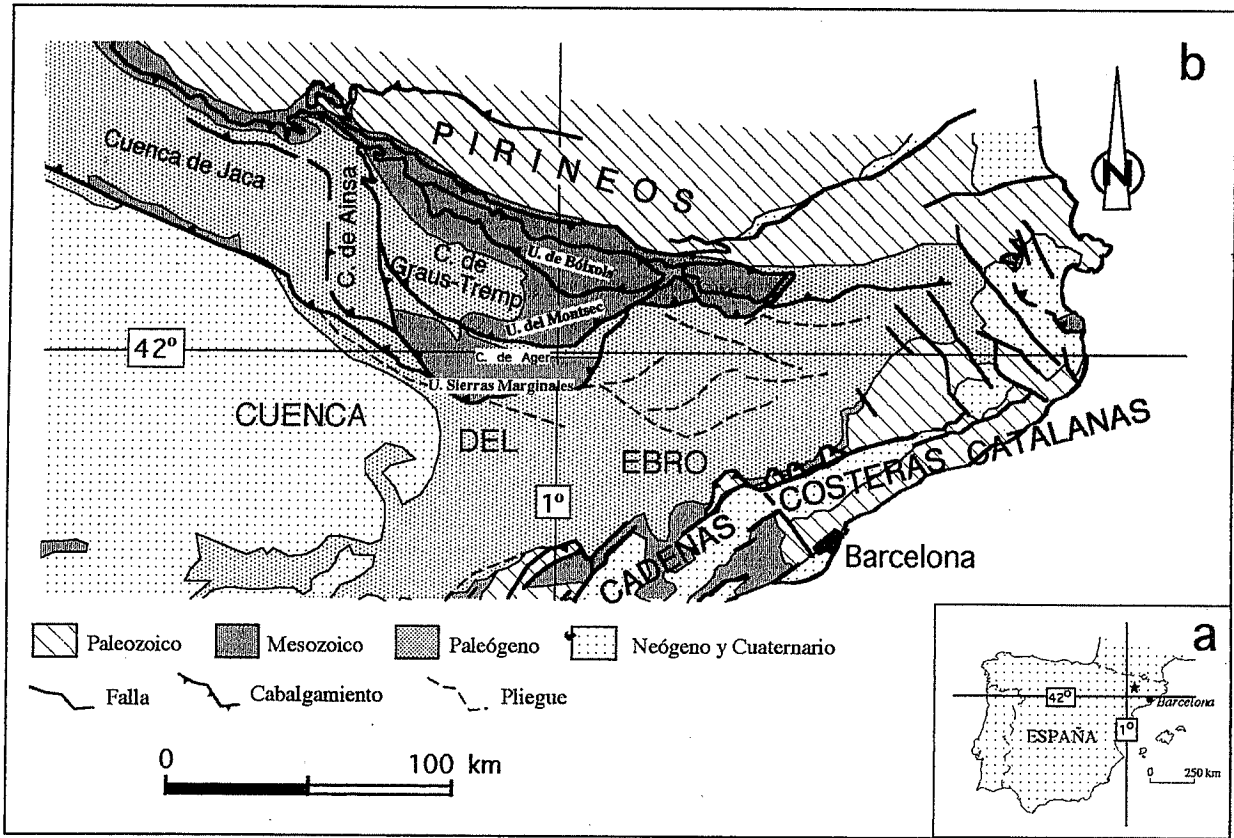 b
N
PIRINEOS
Cuenca de Jaca
C. de Ainsa
C. de
Graus-Tremp
U. de Bóixols
U. del Montsec
C. de Ager
U. Sierras Marginales
42º
CUENCA
DEL
EBRO
1º
CADENAS COSTERAS CATALANAS
Barcelona
Paleozoico
Mesozoico
Paleógeno
Neógeno y Cuaternario
Falla
Cabalgamiento
Pliegue
0 100 km
a
42º
Barcelona
1º
ESPAÑA
0 250 km